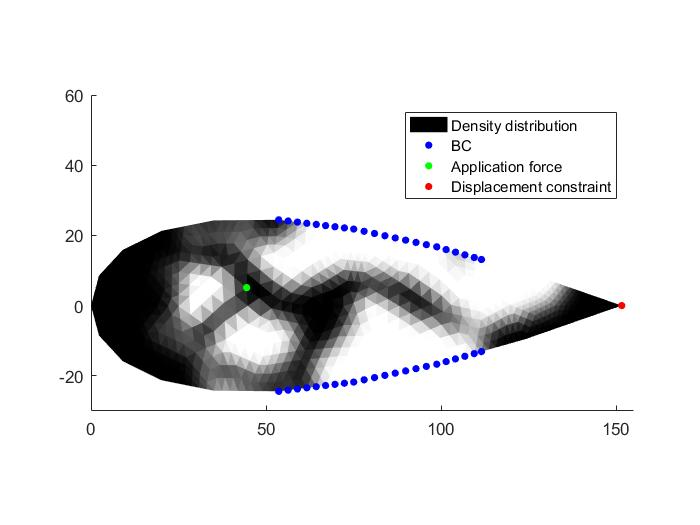 60
40
20
0
-20
0
50
100
150
Density distribution
BC
Application force
Displacement constraint